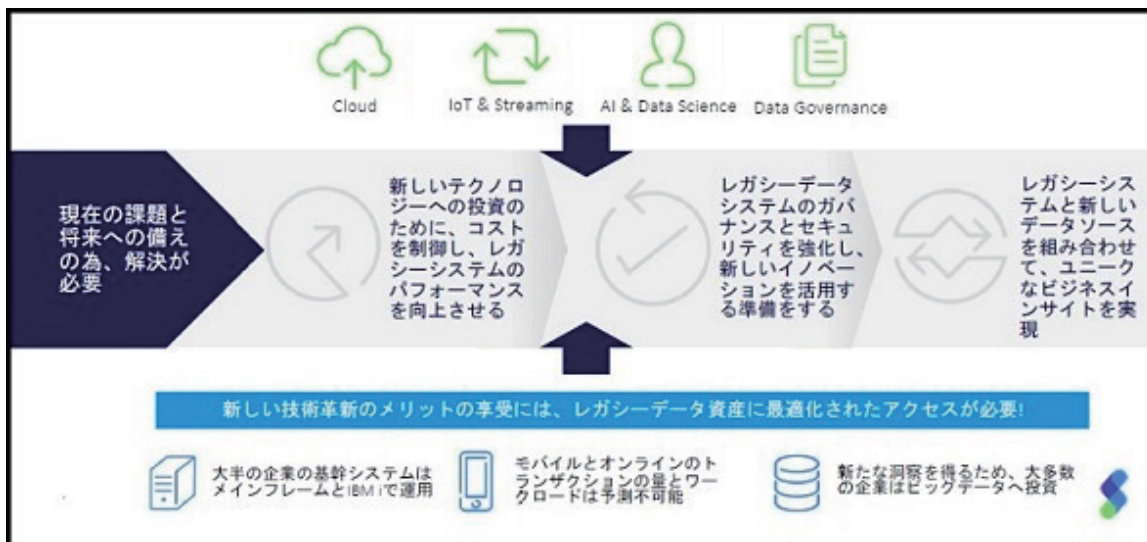 Cloud
IoT & Streaming
AI & Data Science
Data Governance
現在の課題と
将来への備え
の為、解決が
必要
新しいテクノロ
ジーへの投資の
ために、コスト
を制御し、レガ
シーシステムの
パフォーマンス
を向上させる
レガシーデータ
システムのガバ
ナンスとセキュ
リティを強化し、
新しいイノベー
ションを活用す
る準備をする
レガシーシス
テムと新しい
データソース
を組み合わせ
て、ユニーク
なビジネスイ
ンサイトを実
現
新しい技術革新のメリットの享受には、レガシーデータ資産に最適化されたアクセスが必要!
大半の企業の基幹システムは
メインフレームとIBM iで運用
モバイルとオンラインのト
ランザクションの量とワー
クロードは予測不可能
新たな洞察を得るため、太多数
の企業はビッグデータへ投資